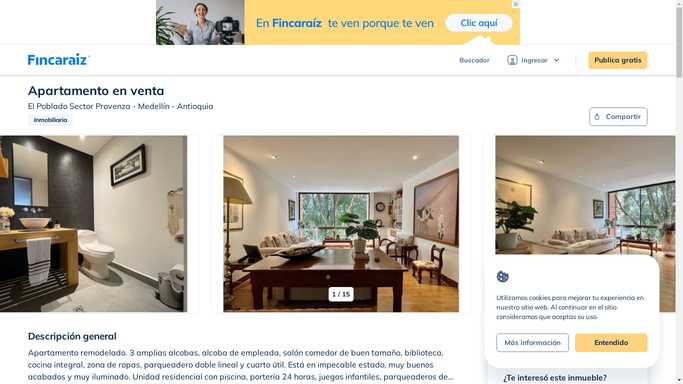 En Fincaraíz te ven porque te ven
Clic aquí
Fincaraíz
Buscador
Ingresar
Publica gratis
Apartamento en venta
El Poblado Sector Provenza - Medellín - Antioquia
Inmobiliaria
Compartir
1 / 15
Utilizamos cookies para mejorar tu experiencia en
nuestro sitio web. Al continuar en el sitio
consideramos que aceptas su uso.
Más información
Entendido
Descripción general
Apartamento remodelado. 3 amplias alcobas, alcoba de empleada, salón comedor de buen tamaño, biblioteca,
cocina integral, zona de ropas, parqueadero doble lineal y cuarto útil. Está en impecable estado, muy buenos
acabados y muy iluminado. Unidad residencial con piscina, portería 24 horas, juegos infantiles, parqueaderos de...
¿Te interesó este inmueble?